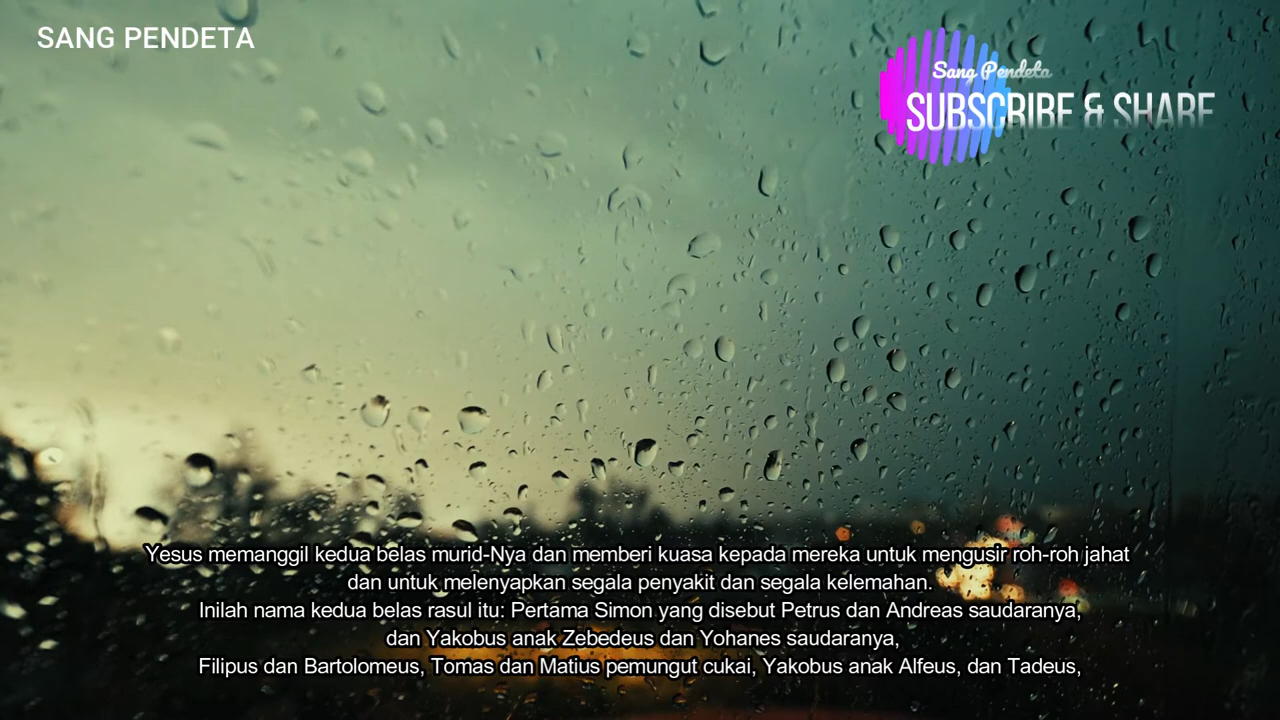 SANG PENDETA
Sang Pendeta
SUBSCRIBE & SHARE
Yesus memanggil kedua belas murid-Nya dan memberi kuasa kepada mereka untuk mengusir roh-roh jahat
dan untuk melenyapkan segala penyakit dan segala kelemahan.
Inilah nama kedua belas rasul itu: Pertama Simon yang disebut Petrus dan Andreas saudaranya,
dan Yakobus anak Zebedeus dan Yohanes saudaranya,
Filipus dan Bartolomeus, Tomas dan Matius pemungut cukai, Yakobus anak Alfeus, dan Tadeus,